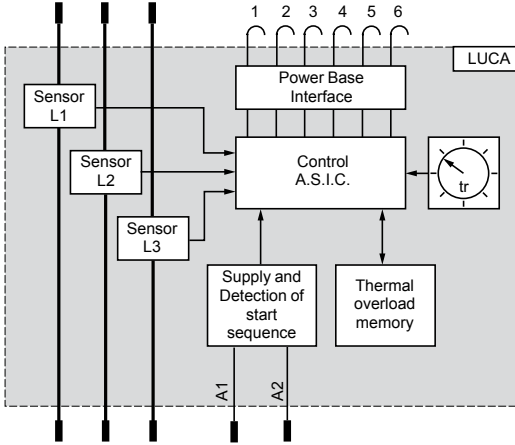 1 2 3 4 5 6
LUCA
Power Base
Interface
Sensor
L1
Control
A.S.I.C.
Sensor
L2
tr
Sensor
L3
Supply and
Detection of
start
sequence
Thermal
overload
memory
A1
A2